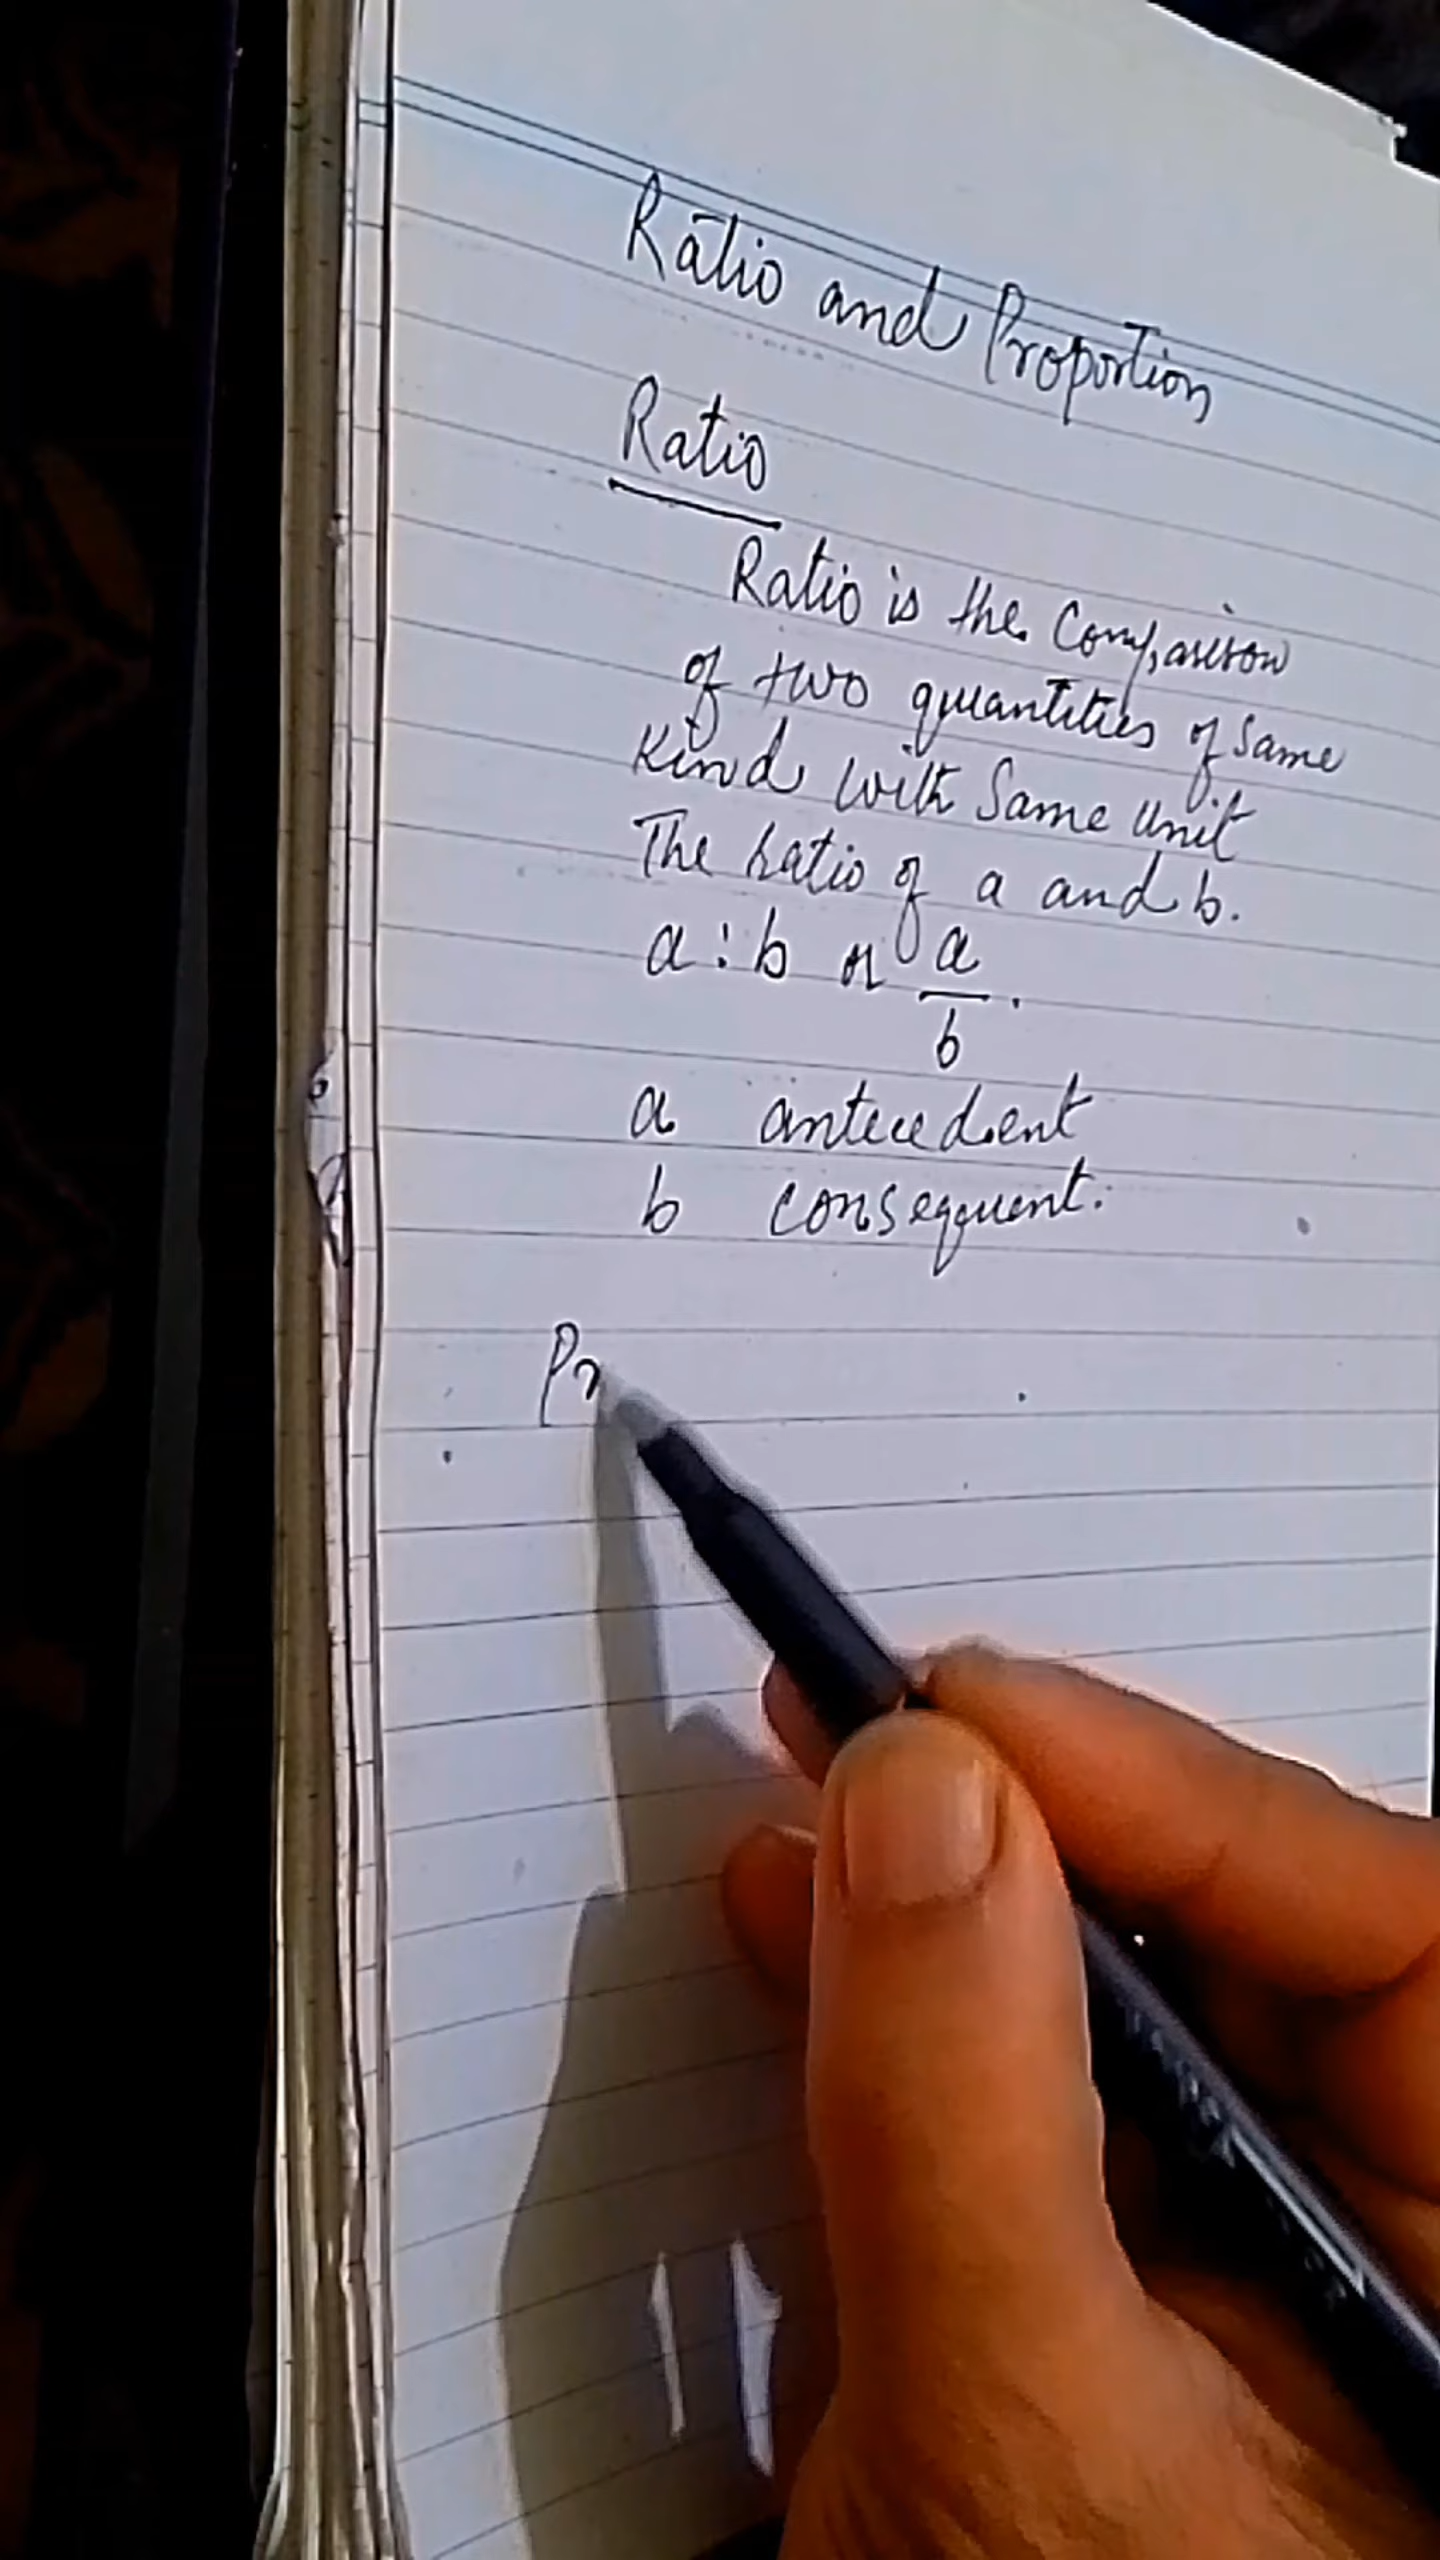 Ratio and Proportion
Ratio
Ratio is the Comparison
of two quantities of same
kind with same unit
The ratio of a and b.
a : b or a/b.
a antecedent
b consequent.
Pr